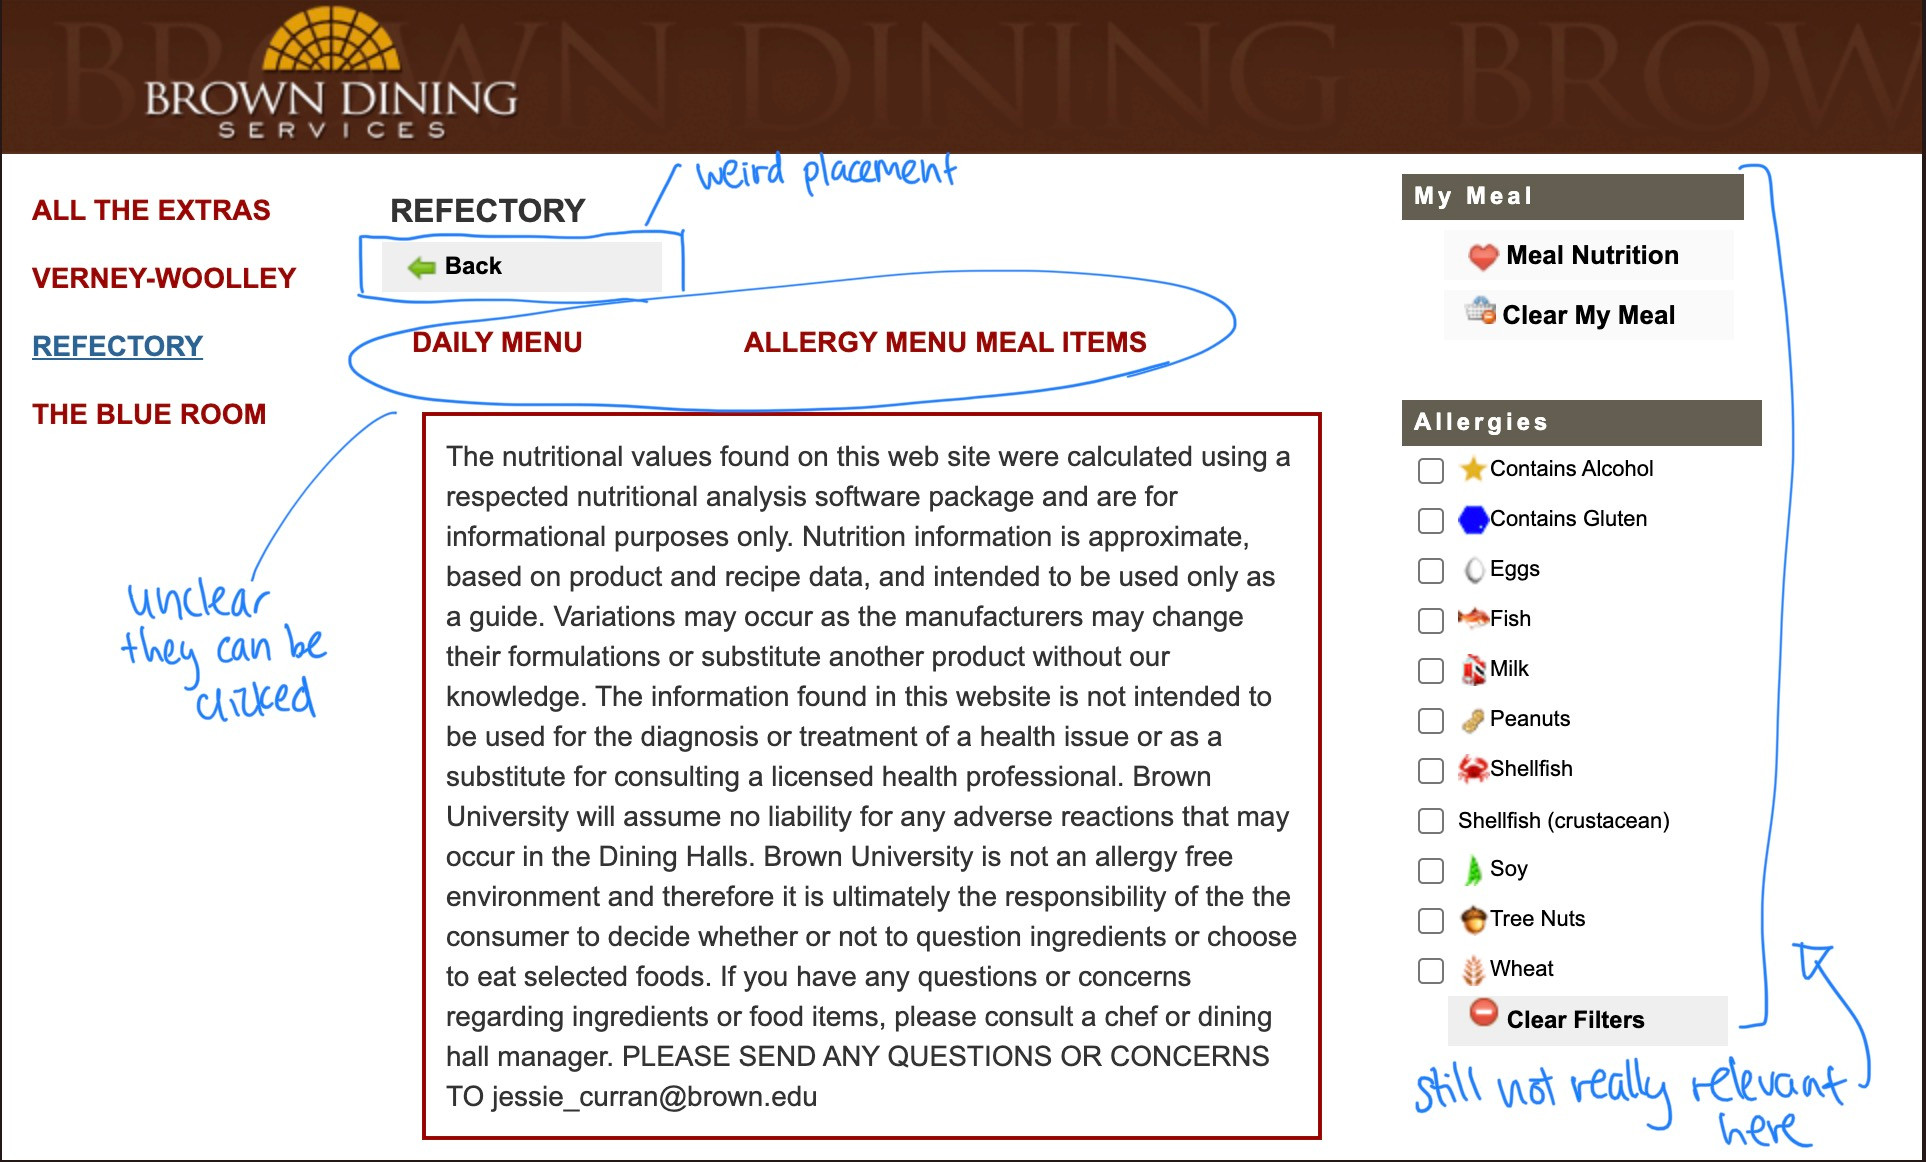 BROWN DINING BROW
BROWN DINING
SERVICES
weird placement
ALL THE EXTRAS
VERNEY-WOOLLEY
REFECTORY
THE BLUE ROOM
REFECTORY
Back
DAILY MENU
ALLERGY MENU MEAL ITEMS
unclear
they can be
clicked
The nutritional values found on this web site were calculated using a
respected nutritional analysis software package and are for
informational purposes only. Nutrition information is approximate,
based on product and recipe data, and intended to be used only as
a guide. Variations may occur as the manufacturers may change
their formulations or substitute another product without our
knowledge. The information found in this website is not intended to
be used for the diagnosis or treatment of a health issue or as a
substitute for consulting a licensed health professional. Brown
University will assume no liability for any adverse reactions that may
occur in the Dining Halls. Brown University is not an allergy free
environment and therefore it is ultimately the responsibility of the the
consumer to decide whether or not to question ingredients or choose
to eat selected foods. If you have any questions or concerns
regarding ingredients or food items, please consult a chef or dining
hall manager. PLEASE SEND ANY QUESTIONS OR CONCERNS
TO jessie_curran@brown.edu
My Meal
Meal Nutrition
Clear My Meal
Allergies
Contains Alcohol
Contains Gluten
Eggs
Fish
Milk
Peanuts
Shellfish
Shellfish (crustacean)
Soy
Tree Nuts
Wheat
Clear Filters
still not really relevant
here